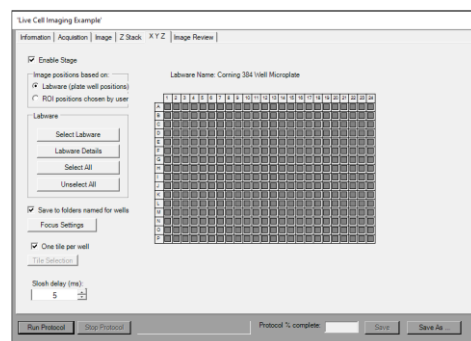 'Live Cell Imaging Example'
Information Acquisition Image Z Stack X Y Z Image Review
Enable Stage
Image positions based on:
Labware (plate well positions)
ROI positions chosen by user
Labware Name: Corning 384 Well Microplate
1 2 3 4 5 6 7 8 9 10 11 12 13 14 15 16 17 18 19 20 21 22 23 24
A
B
C
D
E
F
G
H
I
J
K
L
M
N
O
P
Labware
Select Labware
Labware Details
Select All
Unselect All
Save to folders named for wells
Focus Settings
One tile per well
Tile Selection
Slosh delay (ms):
5
Run Protocol Stop Protocol Protocol % complete: Save Save As ...